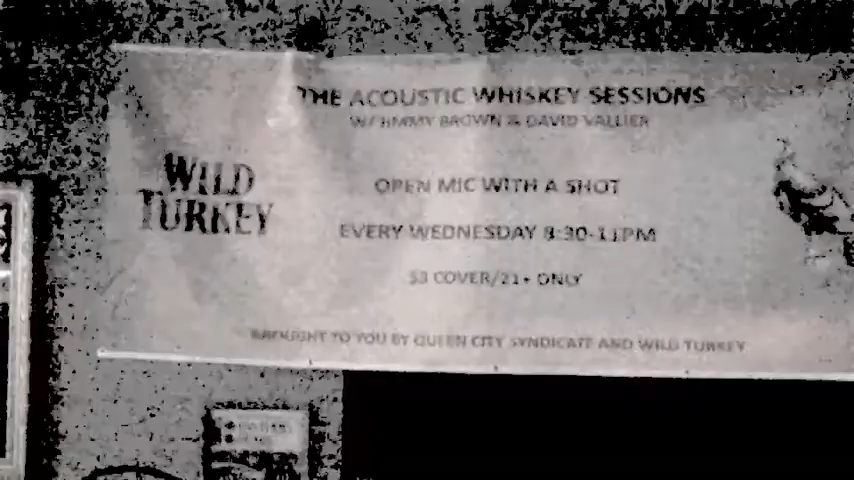 THE ACOUSTIC WHISKEY SESSIONS
W/ JIMMY BROWN & DAVID VALLIER
WILD
TURKEY
OPEN MIC WITH A SHOT
EVERY WEDNESDAY 8:30-11PM
$3 COVER/21+ ONLY
BROUGHT TO YOU BY QUEEN CITY SYNDICATE AND WILD TURKEY